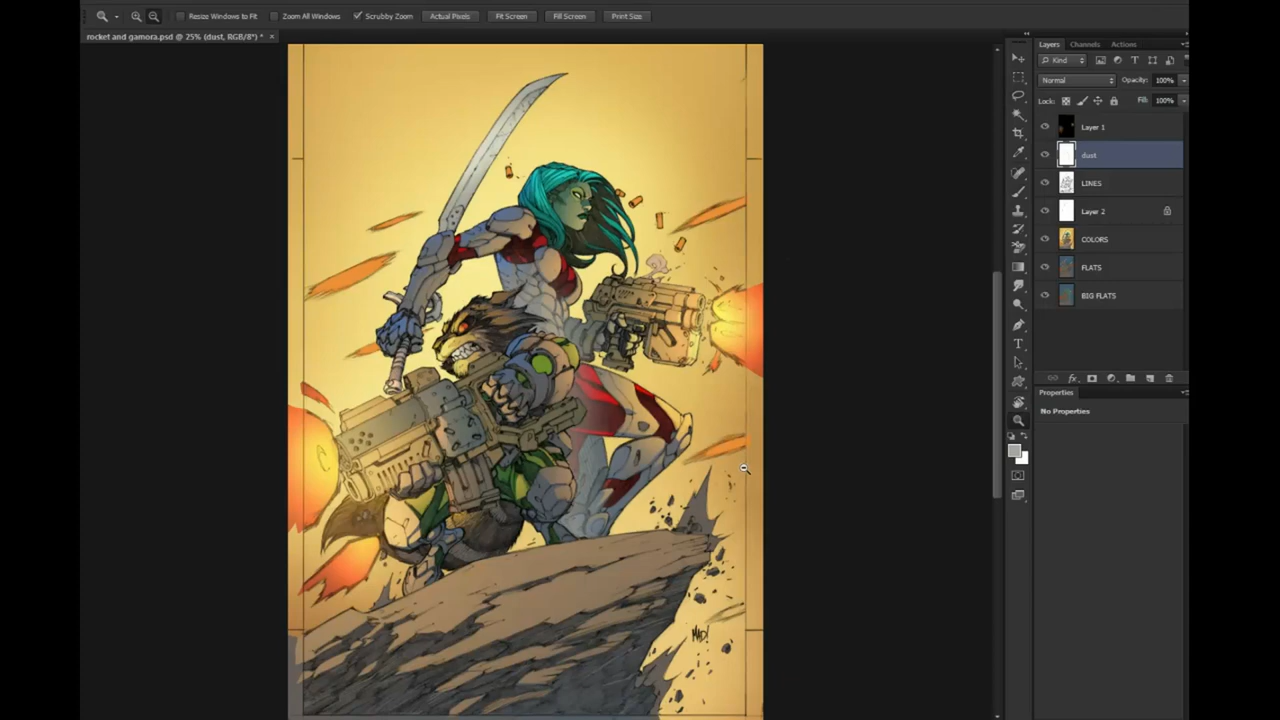 Resize Windows to Fit Zoom All Windows Scrubby Zoom Actual Pixels Fit Screen Fill Screen Print Size
rocket and gamora.psd @ 25% (dust, RGB/8*) * ×
Layers Channels Actions
Kind
Normal Opacity: 100%
Lock: Fill: 100%
Layer 1
dust
LINES
Layer 2
COLORS
FLATS
BIG FLATS
fx
Properties
No Properties
T
MAD!